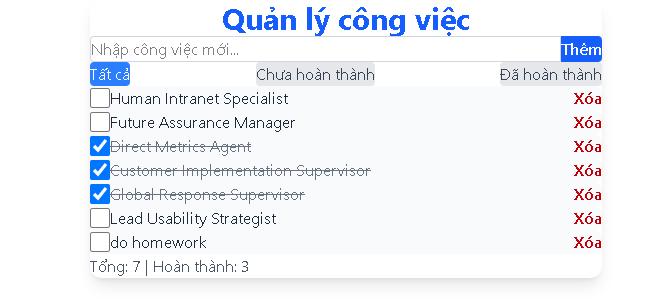 Quản lý công việc
Nhập công việc mới... Thêm
Tất cả Chưa hoàn thành Đã hoàn thành
Human Intranet Specialist Xóa
Future Assurance Manager Xóa
Direct Metrics Agent Xóa
Customer Implementation Supervisor Xóa
Global Response Supervisor Xóa
Lead Usability Strategist Xóa
do homework Xóa
Tổng: 7 | Hoàn thành: 3